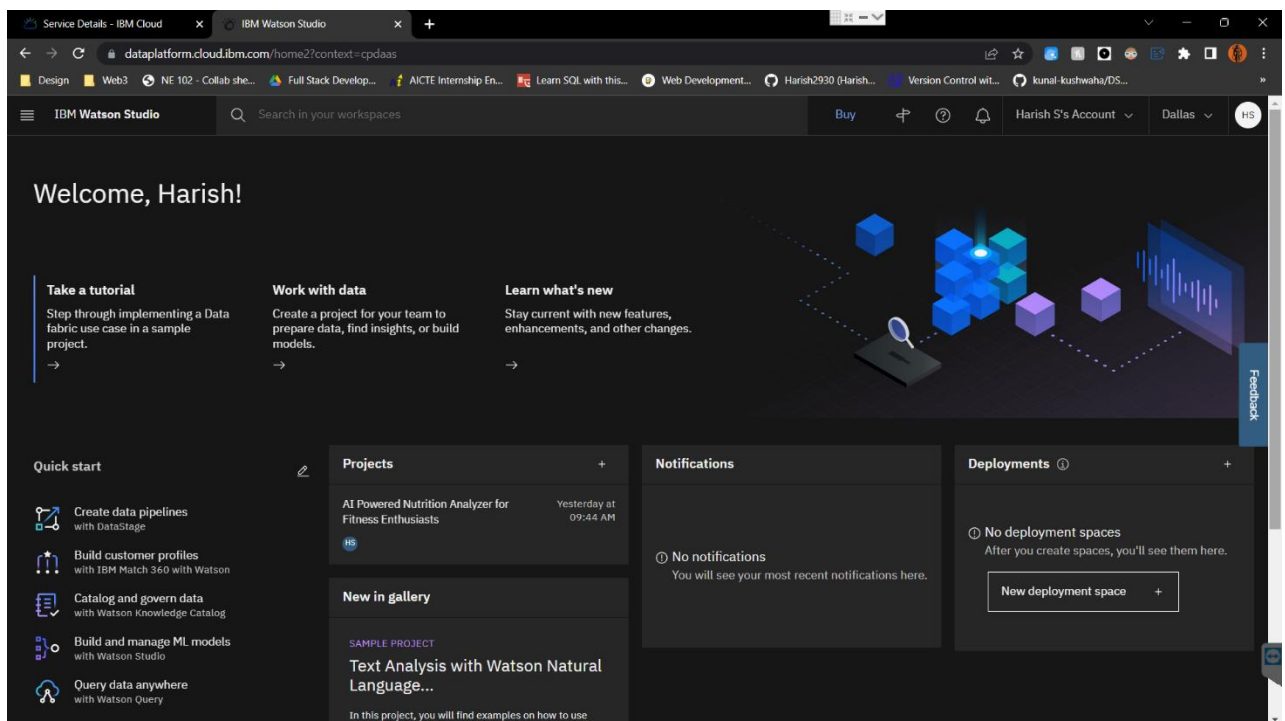 Service Details - IBM Cloud
IBM Watson Studio
dataplatform.cloud.ibm.com/home2?context=cpdaas
Design
Web3
NE 102 - Collab she...
Full Stack Develop...
AICTE Internship En...
Learn SQL with this...
Web Development...
Harish2930 (Harish...
Version Control wit...
kunal-kushwaha/DS...
»
IBM Watson Studio
Search in your workspaces
Buy
Harish S's Account
Dallas
HS
Welcome, Harish!
Take a tutorial
Step through implementing a Data
fabric use case in a sample
project.
→
Work with data
Create a project for your team to
prepare data, find insights, or build
models.
→
Learn what's new
Stay current with new features,
enhancements, and other changes.
→
Feedback
Quick start
Create data pipelines
with DataStage
Build customer profiles
with IBM Match 360 with Watson
Catalog and govern data
with Watson Knowledge Catalog
Build and manage ML models
with Watson Studio
Query data anywhere
with Watson Query
Projects +
AI Powered Nutrition Analyzer for
Fitness Enthusiasts
Yesterday at
09:44 AM
HS
New in gallery
SAMPLE PROJECT
Text Analysis with Watson Natural
Language...
In this project, you will find examples on how to use
Notifications
No notifications
You will see your most recent notifications here.
Deployments +
No deployment spaces
After you create spaces, you'll see them here.
New deployment space +